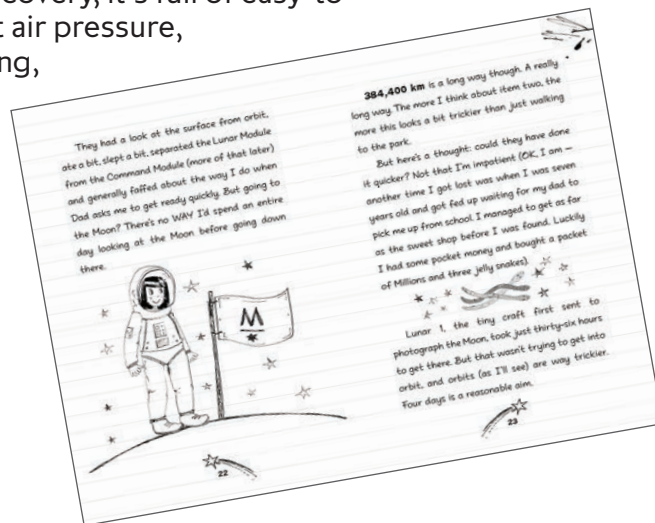 covery, it's full of easy-to
t air pressure,
ng,
They had a look at the surface from orbit,
ate a bit, slept a bit, separated the Lunar Module
from the Command Module (more of that later)
and generally faffed about the way I do when
Dad asks me to get ready quickly. But going to
the Moon? There's no WAY I'd spend an entire
day looking at the Moon before going down
there.
M
22
384,400 km is a long way though. A really
long way. The more I think about item two, the
more this looks a bit trickier than just walking
to the park.
But here's a thought: could they have done
it quicker? Not that I'm impatient (OK, I am –
another time I got lost was when I was seven
years old and got fed up waiting for my dad to
pick me up from school. I managed to get as far
as the sweet shop before I was found. Luckily
I had some pocket money and bought a packet
of Millions and three jelly snakes).
Lunar 1, the tiny craft first sent to
photograph the Moon, took just thirty-six hours
to get there. But that wasn't trying to get into
orbit, and orbits (as I'll see) are way trickier.
Four days is a reasonable aim.
23